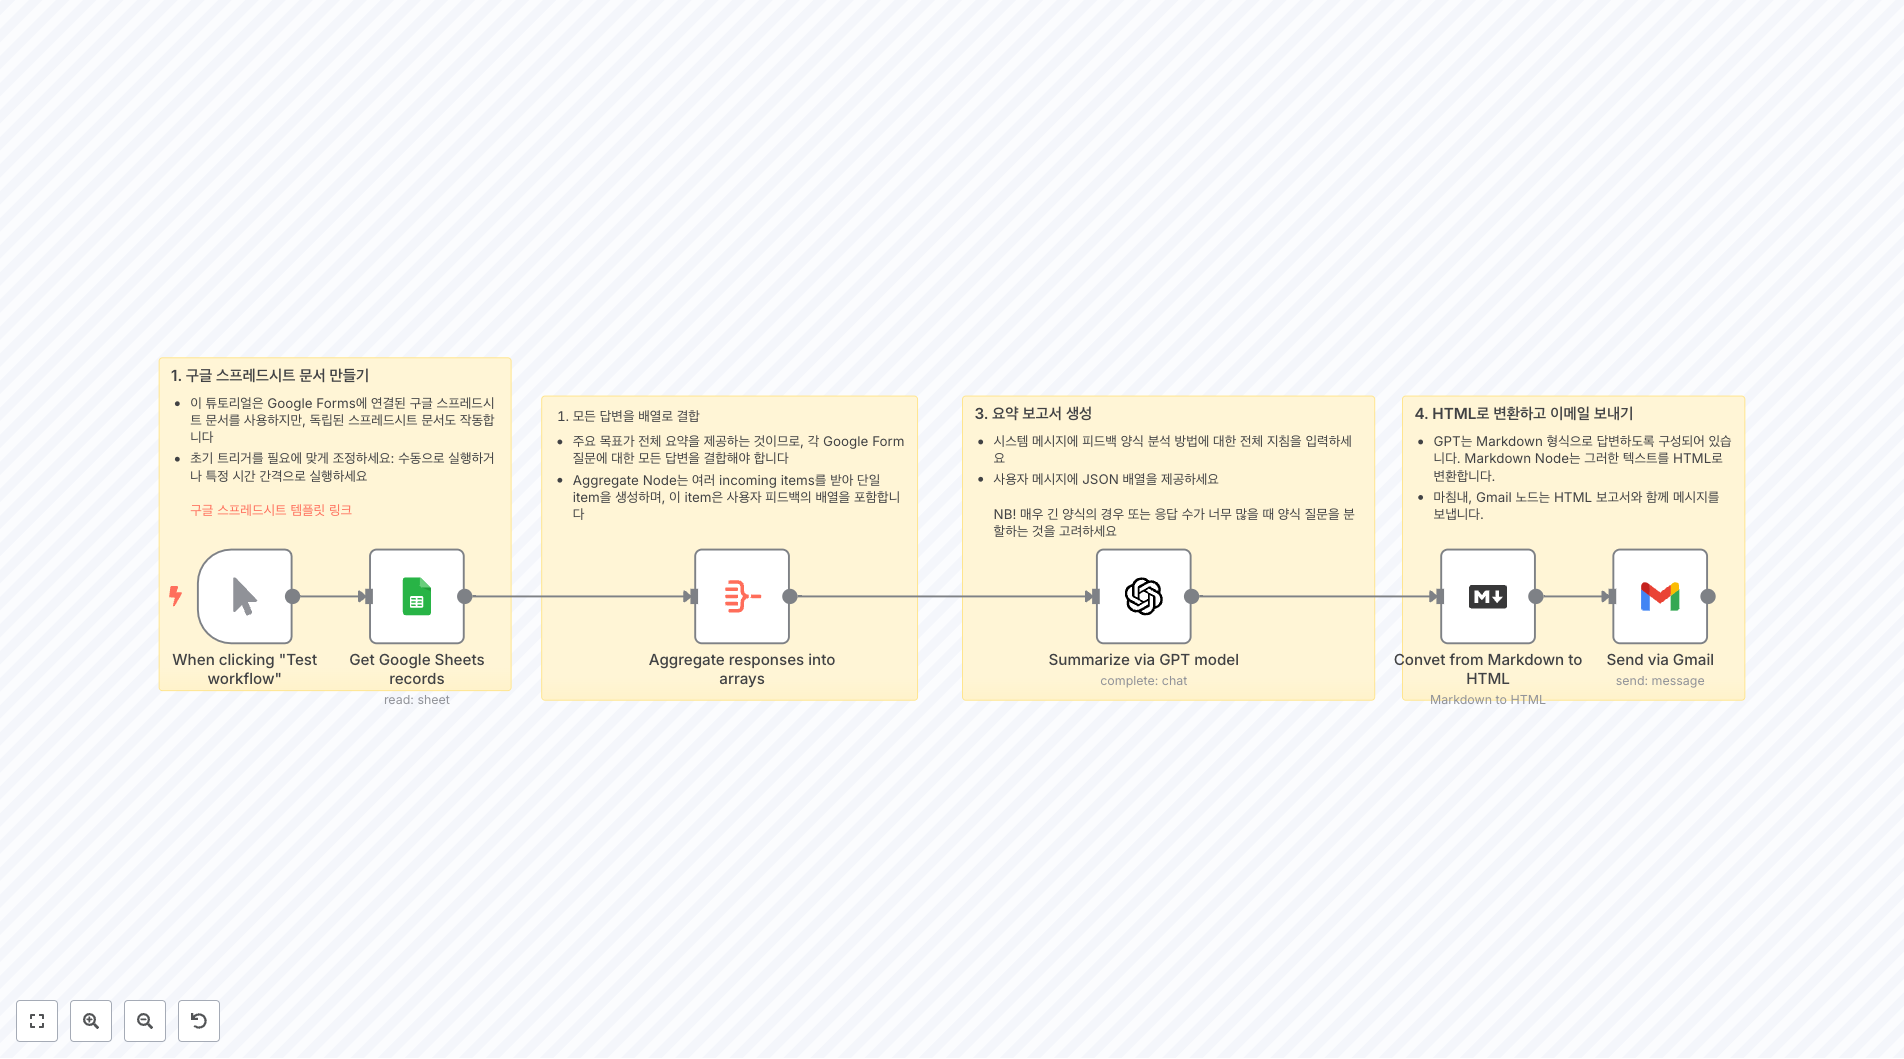 1. 구글 스프레드시트 문서 만들기
이 튜토리얼은 Google Forms에 연결된 구글 스프레드시
트 문서를 사용하지만, 독립된 스프레드시트 문서도 작동합
니다
초기 트리거를 필요에 맞게 조정하세요: 수동으로 실행하거
나 특정 시간 간격으로 실행하세요
구글 스프레드시트 템플릿 링크
When clicking "Test
workflow"
Get Google Sheets
records
read: sheet
1. 모든 답변을 배열로 결합
주요 목표가 전체 요약을 제공하는 것이므로, 각 Google Form
질문에 대한 모든 답변을 결합해야 합니다
Aggregate Node는 여러 incoming items를 받아 단일
item을 생성하며, 이 item은 사용자 피드백의 배열을 포함합니
다
Aggregate responses into
arrays
3. 요약 보고서 생성
시스템 메시지에 피드백 양식 분석 방법에 대한 전체 지침을 입력하세
요
사용자 메시지에 JSON 배열을 제공하세요
NB! 매우 긴 양식의 경우 또는 응답 수가 너무 많을 때 양식 질문을 분
할하는 것을 고려하세요
Summarize via GPT model
complete: chat
4. HTML로 변환하고 이메일 보내기
GPT는 Markdown 형식으로 답변하도록 구성되어 있습
니다. Markdown Node는 그러한 텍스트를 HTML로
변환합니다.
마침내, Gmail 노드는 HTML 보고서와 함께 메시지를
보냅니다.
Convet from Markdown to
HTML
Markdown to HTML
Send via Gmail
send: message